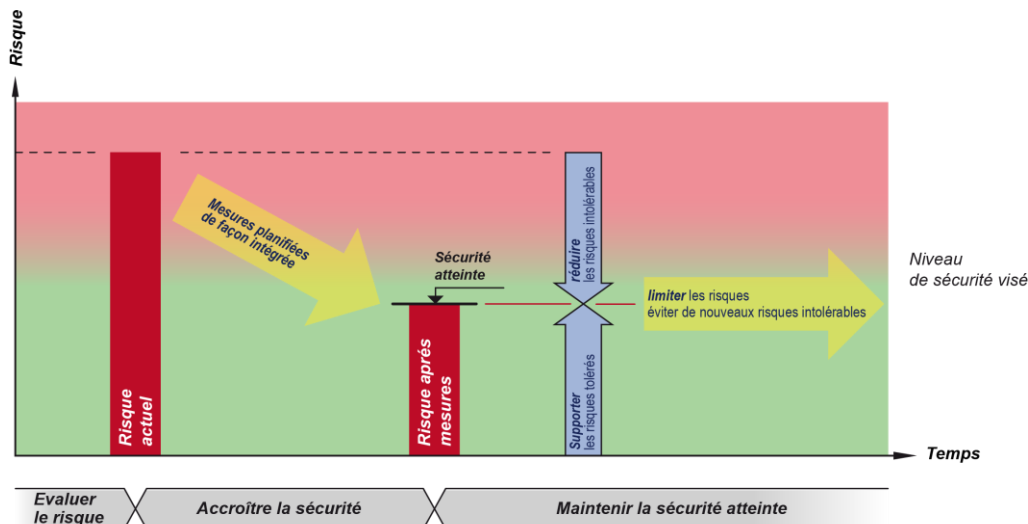 Risque
Mesures planifiées
de façon intégrée
Sécurité
atteinte
réduire
les risques intolérables
limiter les risques
éviter de nouveaux risques intolérables
Niveau
de sécurité visé
Risque
actuel
Risque aprés
mesures
Supporter
les risques tolérés
Temps
Evaluer
le risque
Accroître la sécurité
Maintenir la sécurité atteinte